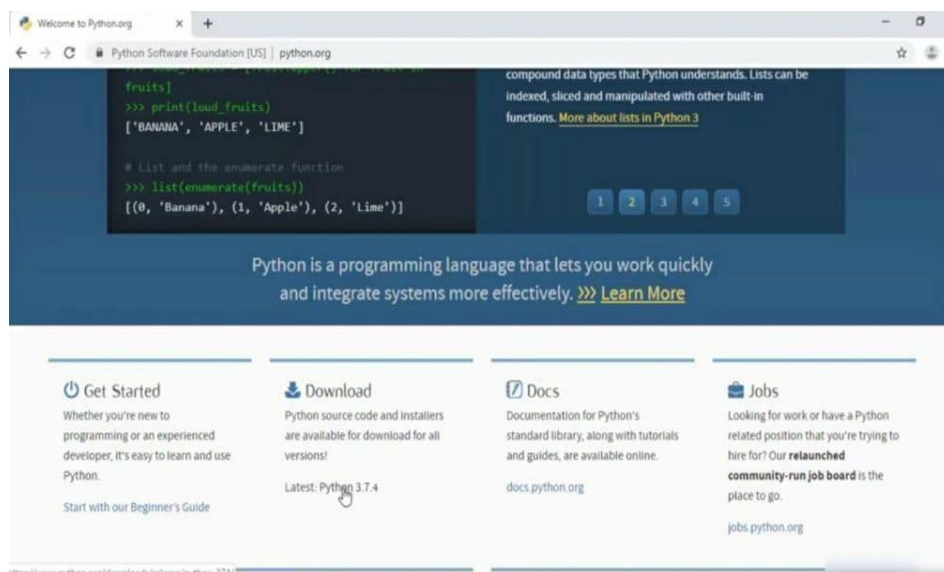 Welcome to Python.org
Python Software Foundation [US] | python.org
fruits]
>>> print(loud_fruits)
['BANANA', 'APPLE', 'LIME']
# List and the enumerate function
>>> list(enumerate(fruits))
[(0, 'Banana'), (1, 'Apple'), (2, 'Lime')]
compound data types that Python understands. Lists can be
indexed, sliced and manipulated with other built-in
functions. More about lists in Python 3
1 2 3 4 5
Python is a programming language that lets you work quickly
and integrate systems more effectively. >>> Learn More
Get Started
Whether you're new to
programming or an experienced
developer, it's easy to learn and use
Python.
Start with our Beginner's Guide
Download
Python source code and installers
are available for download for all
versions!
Latest: Python 3.7.4
Docs
Documentation for Python's
standard library, along with tutorials
and guides, are available online.
docs.python.org
Jobs
Looking for work or have a Python
related position that you're trying to
hire for? Our relaunched
community-run job board is the
place to go.
jobs.python.org